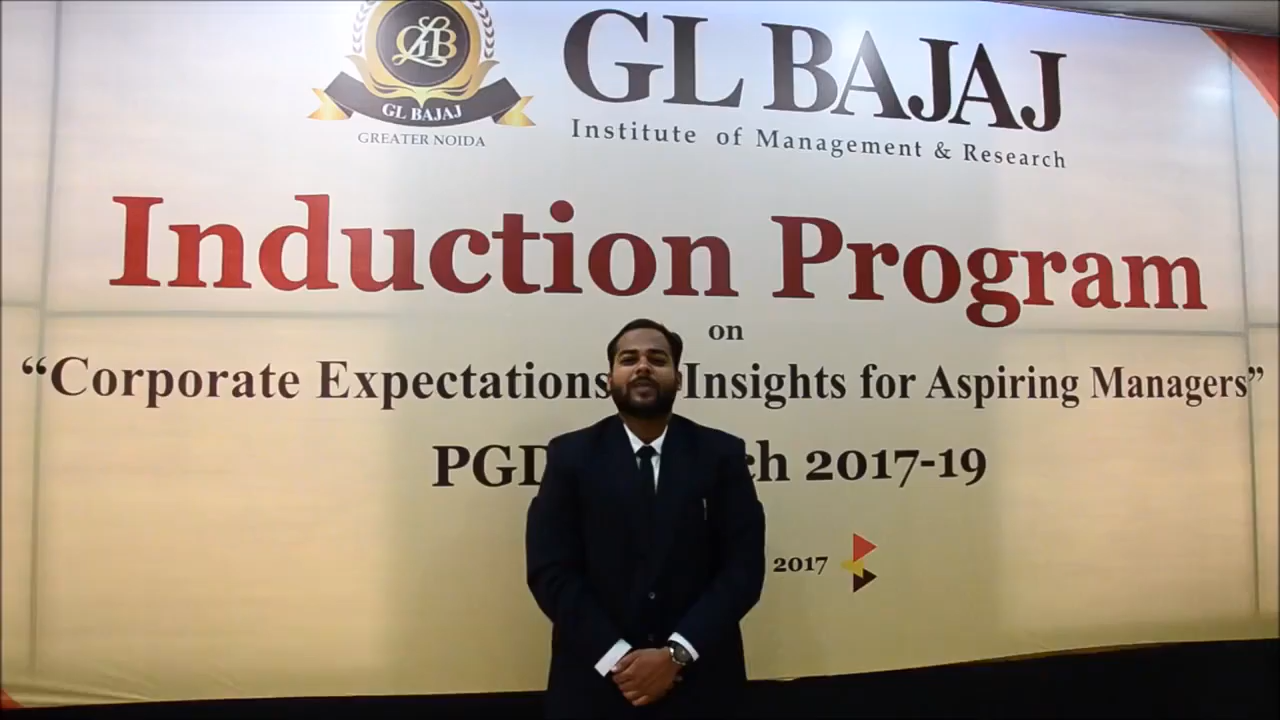 GLB
GL BAJAJ
GREATER NOIDA
GL BAJAJ
Institute of Management & Research
Induction Program
on
“Corporate Expectations Insights for Aspiring Managers”
PGD ch 2017-19
2017